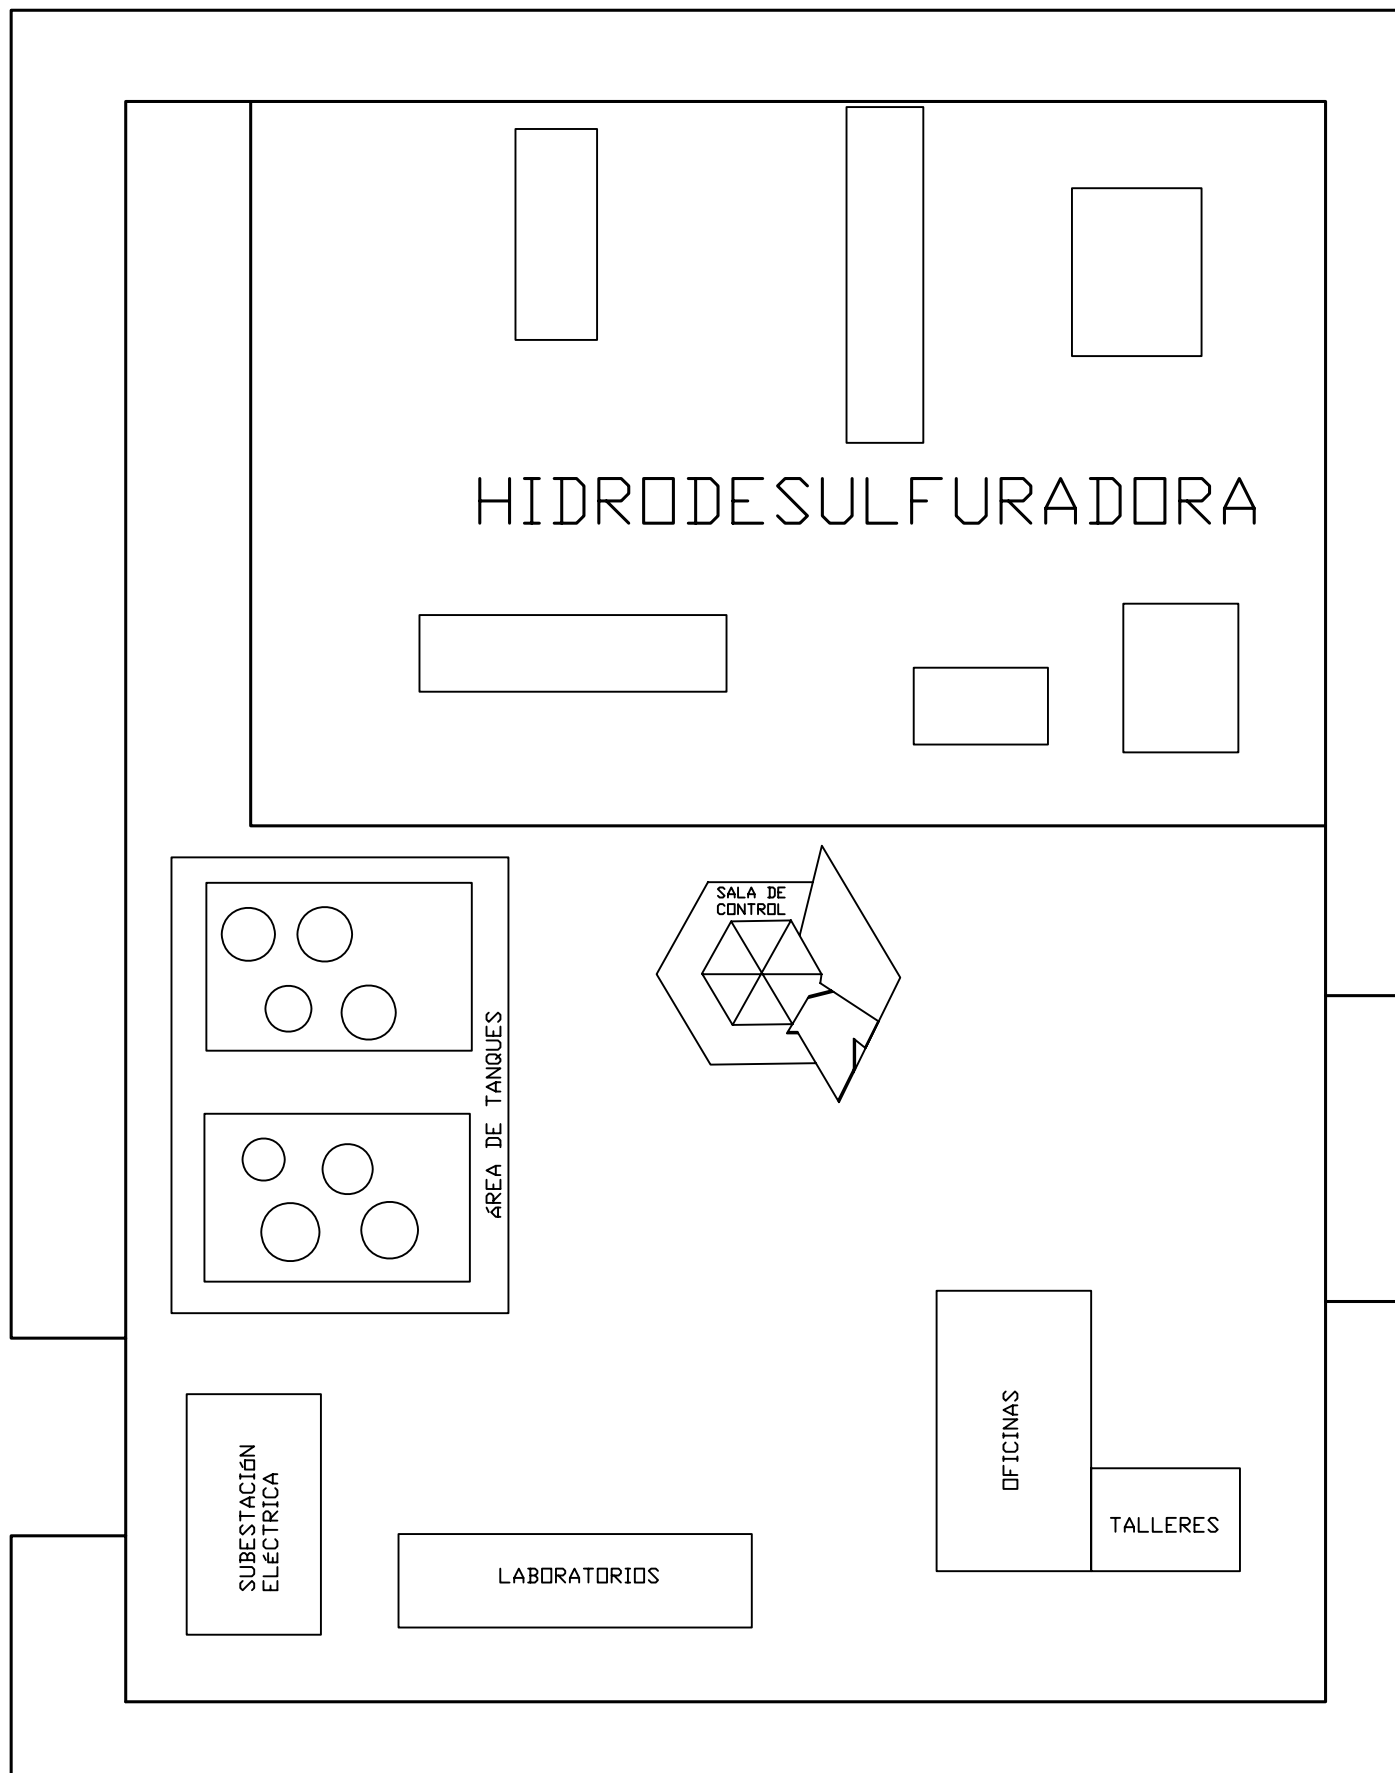 HIDRODESULFURADORA
SALA DE
CONTROL
ÁREA DE TANQUES
OFICINAS
SUBESTACIÓN
ELÉCTRICA
TALLERES
LABORATORIOS